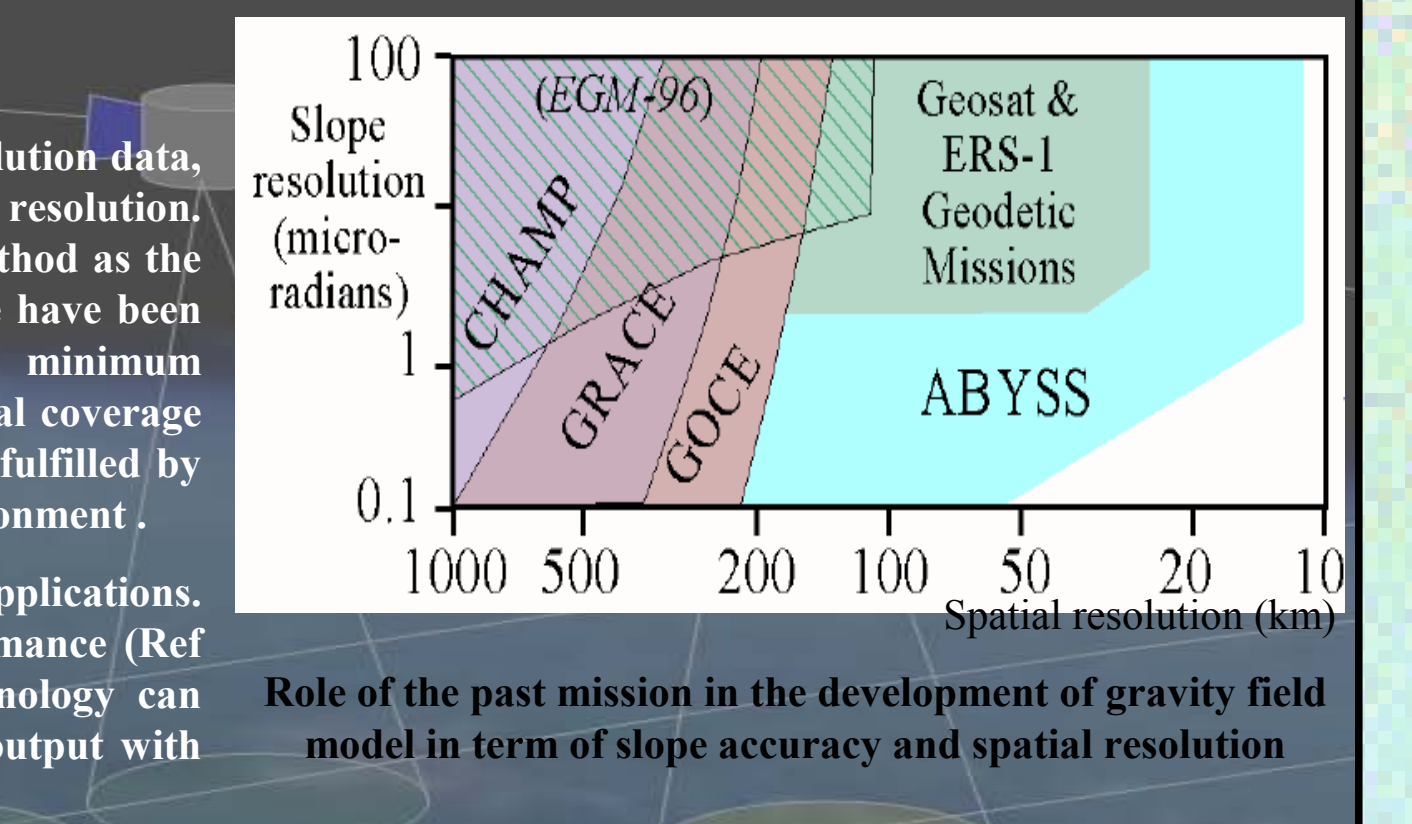 lution data,
resolution.
thod as the
e have been
minimum
al coverage
fulfilled by
onment .
pplications.
mance (Ref
nology can
output with
100
Slope
resolution
(micro-
radians)
1
0.1
(EGM-96)
CHAMP
GRACE
GOCE
Geosat &
ERS-1
Geodetic
Missions
ABYSS
1000 500 200 100 50 20 10
Spatial resolution (km)
Role of the past mission in the development of gravity field
model in term of slope accuracy and spatial resolution